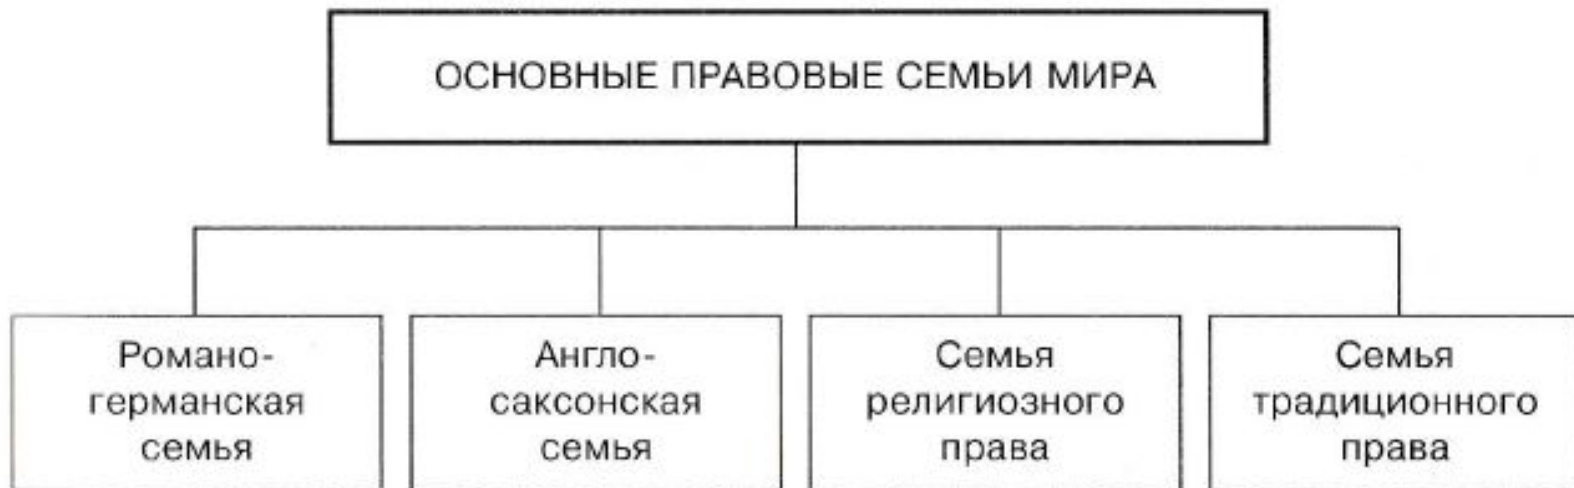 ОСНОВНЫЕ ПРАВОВЫЕ СЕМЬИ МИРА
Романо-
германская
семья
Англо-
саксонская
семья
Семья
религиозного
права
Семья
традиционного
права